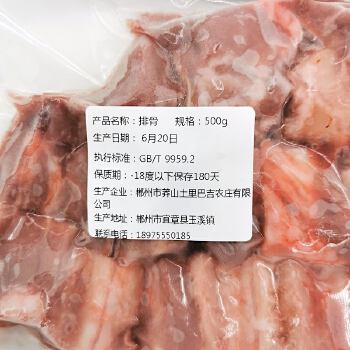 产品名称：排骨 规格：500g
生产日期： 6月20日
执行标准：GB/T 9959.2
保质期：-18度以下保存180天
生产企业：郴州市莽山土里巴吉农庄有限
公司
生产地址：郴州市宜章县玉溪镇
联系电话：18975550185